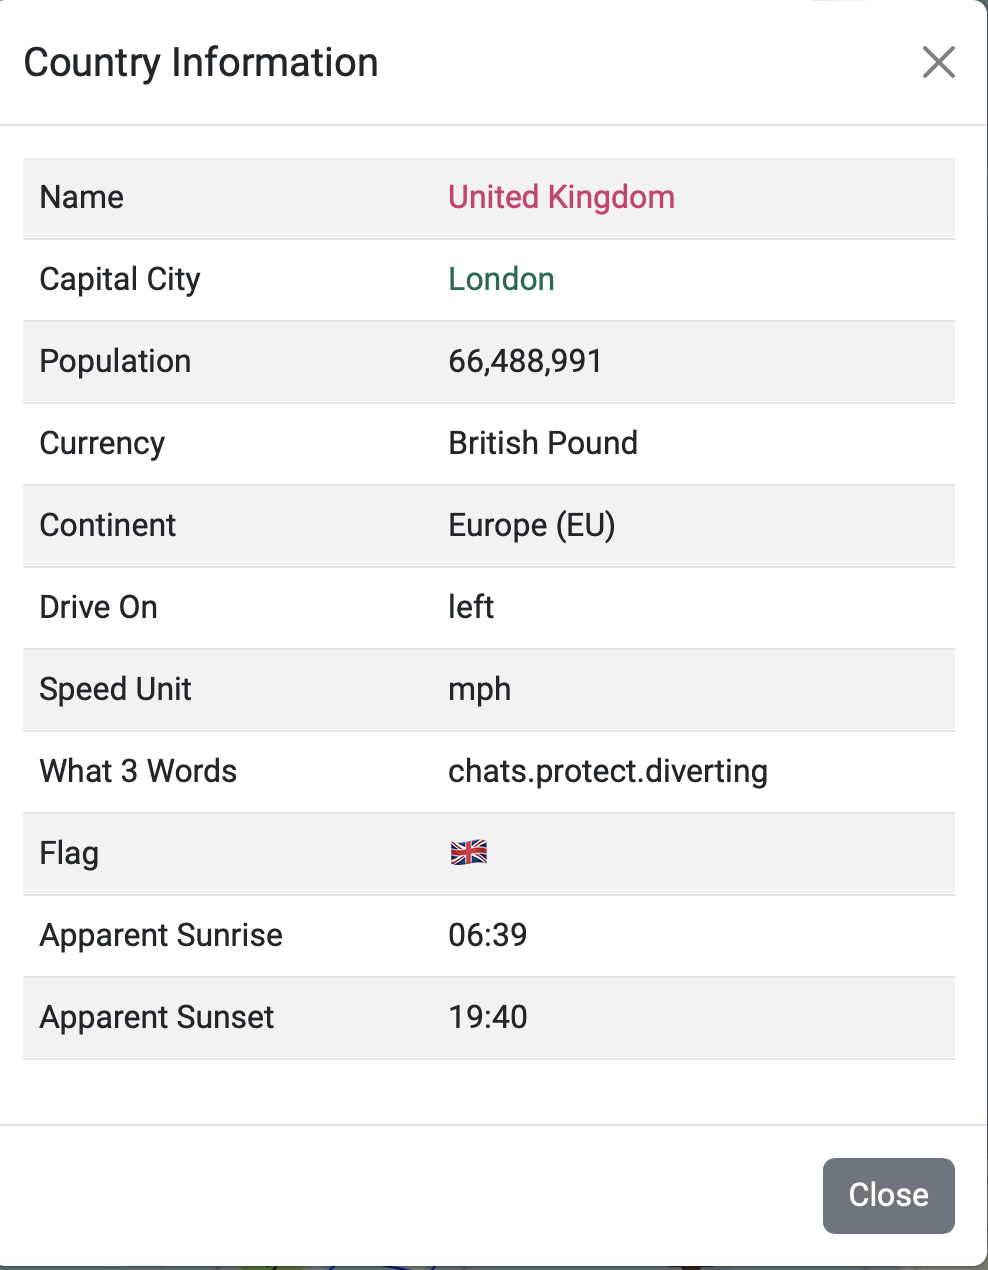 Country Information
Name United Kingdom
Capital City London
Population 66,488,991
Currency British Pound
Continent Europe (EU)
Drive On left
Speed Unit mph
What 3 Words chats.protect.diverting
Flag 🇬🇧
Apparent Sunrise 06:39
Apparent Sunset 19:40
Close